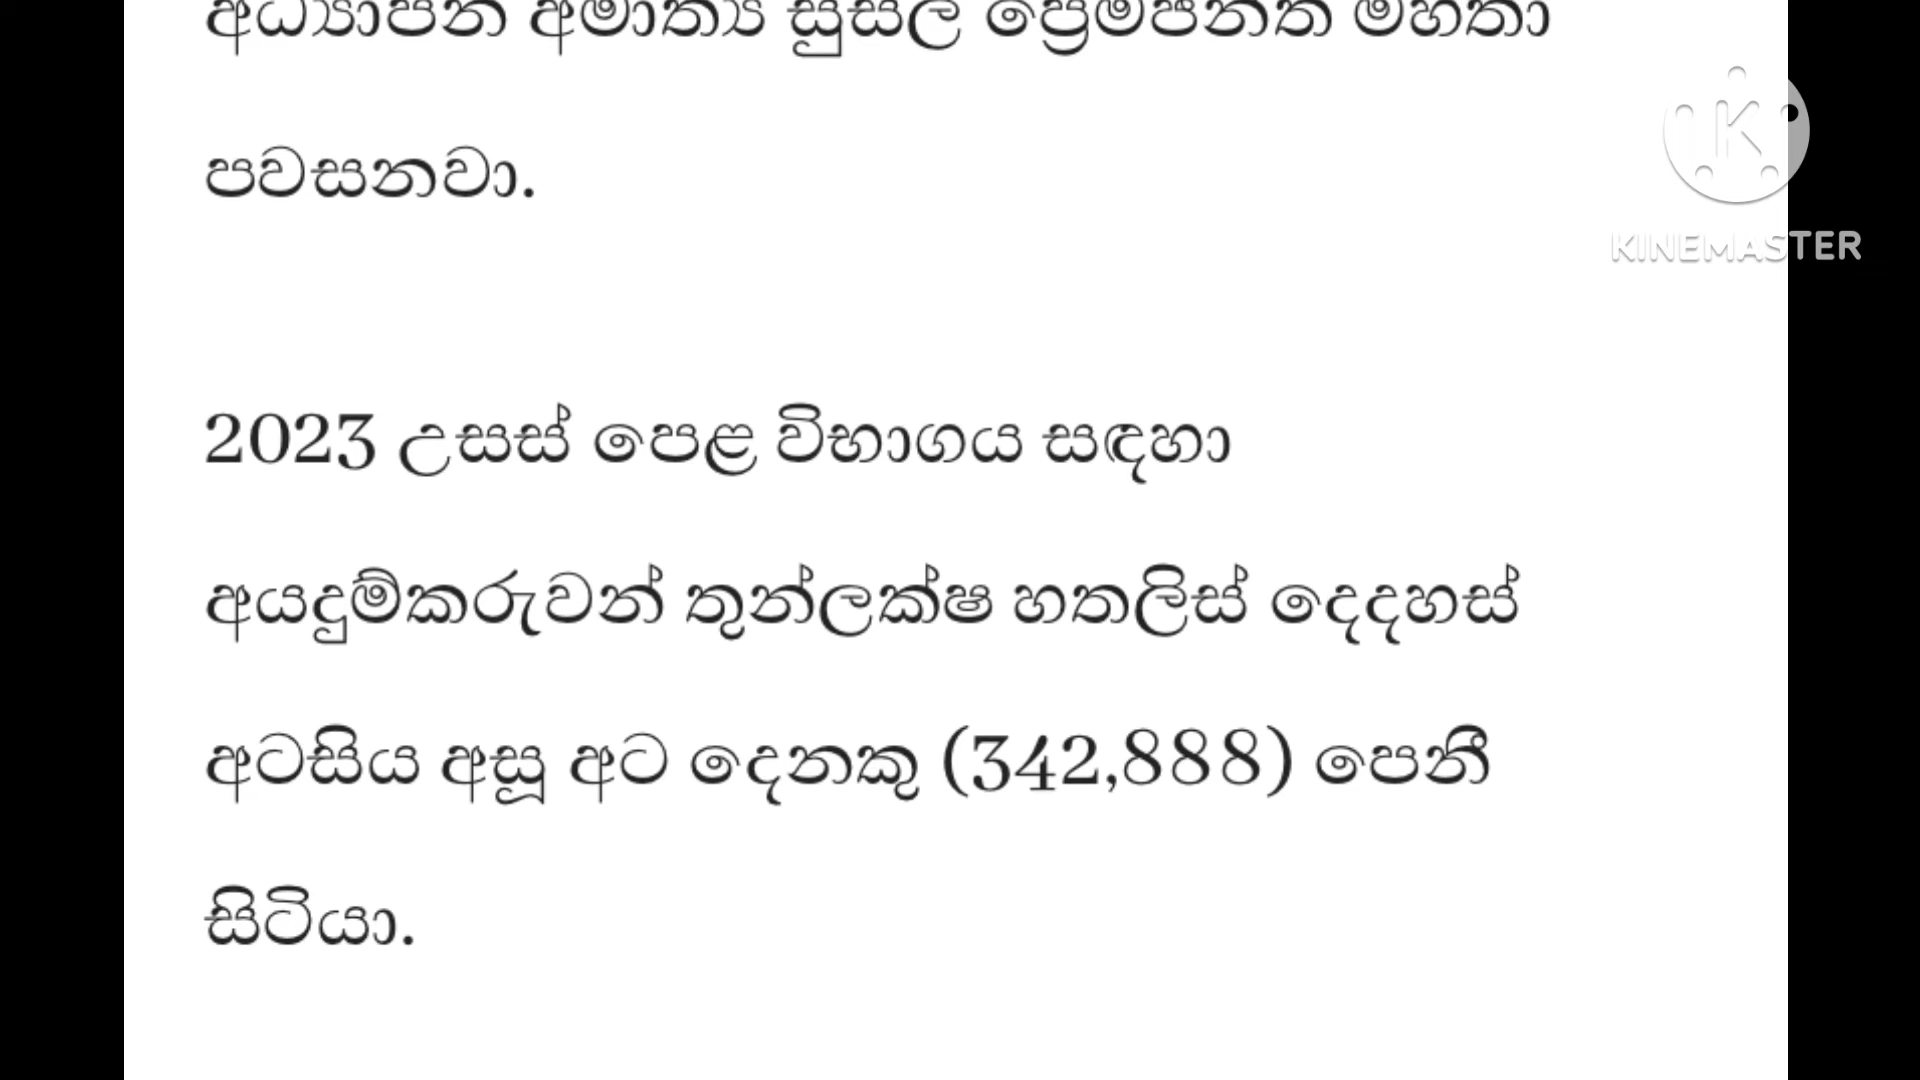 අධ්‍යාපන අමාත්‍ය සුසිල් ප්‍රේමජයන්ත මහතා
පවසනවා.
KINEMASTER
2023 උසස් පෙළ විභාගය සඳහා
අයදුම්කරුවන් තුන්ලක්ෂ හතලිස් දෙදහස්
අටසිය අසූ අට දෙනකු (342,888) පෙනී
සිටියා.